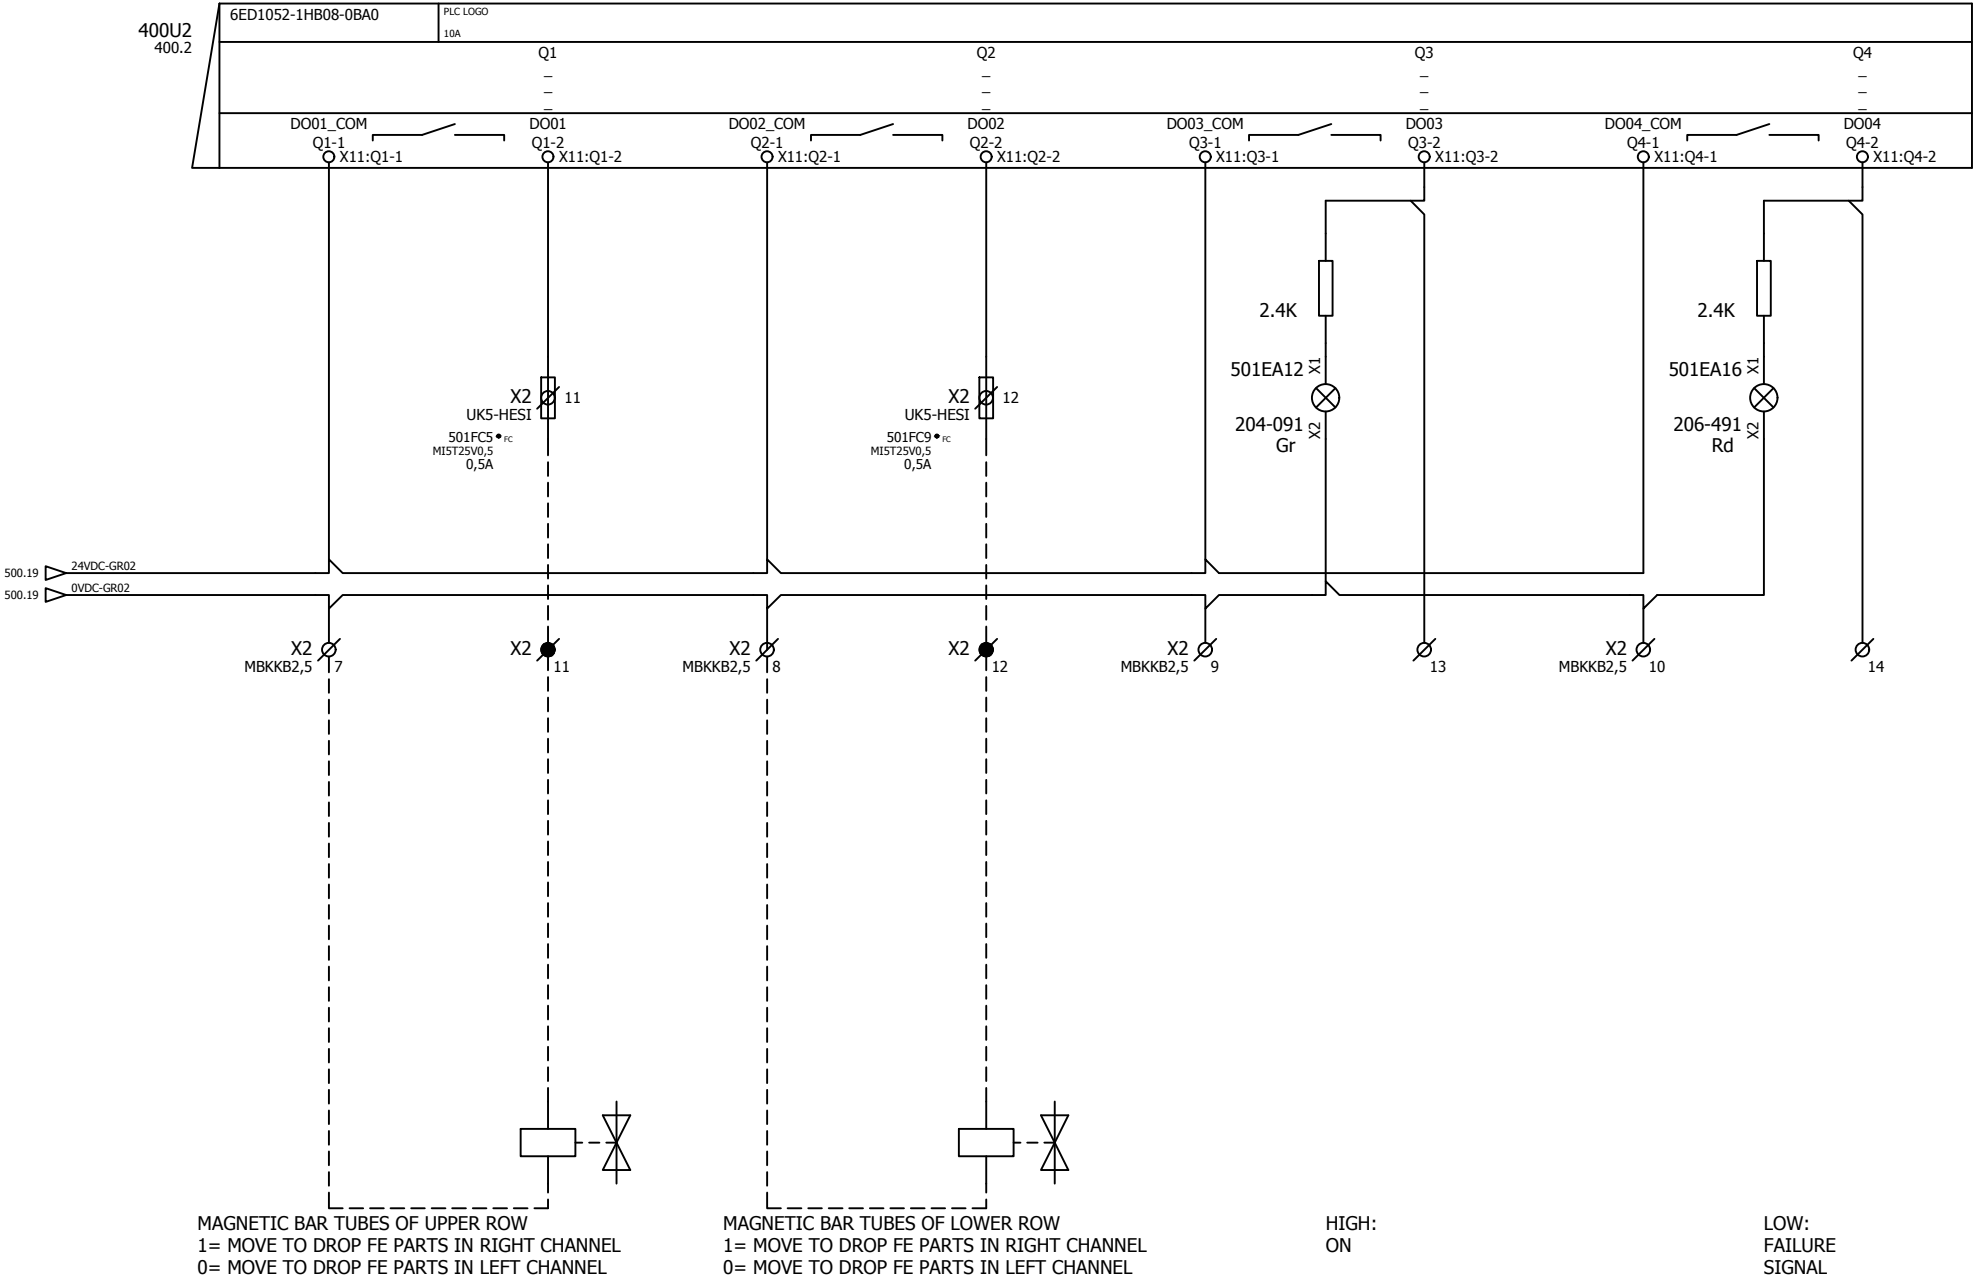 400U2
400.2
6ED1052-1HB08-0BA0
PLC LOGO
10A
Q1
Q2
Q3
Q4
DO01_COM
DO01
DO02_COM
DO02
DO03_COM
DO03
DO04_COM
DO04
Q1-1
Q1-2
Q2-1
Q2-2
Q3-1
Q3-2
Q4-1
Q4-2
X11:Q1-1
X11:Q1-2
X11:Q2-1
X11:Q2-2
X11:Q3-1
X11:Q3-2
X11:Q4-1
X11:Q4-2
2.4K
2.4K
X2
11
UK5-HESI
501FC5
FC
MI5T25V0,5
0,5A
X2
12
UK5-HESI
501FC9
FC
MI5T25V0,5
0,5A
501EA12
X1
204-091
X2
Gr
501EA16
X1
206-491
X2
Rd
500.19
24VDC-GR02
500.19
0VDC-GR02
X2
MBKKB2,5
7
X2
11
X2
MBKKB2,5
8
X2
12
X2
MBKKB2,5
9
13
X2
MBKKB2,5
10
14
MAGNETIC BAR TUBES OF UPPER ROW
1= MOVE TO DROP FE PARTS IN RIGHT CHANNEL
0= MOVE TO DROP FE PARTS IN LEFT CHANNEL
MAGNETIC BAR TUBES OF LOWER ROW
1= MOVE TO DROP FE PARTS IN RIGHT CHANNEL
0= MOVE TO DROP FE PARTS IN LEFT CHANNEL
HIGH:
ON
LOW:
FAILURE
SIGNAL